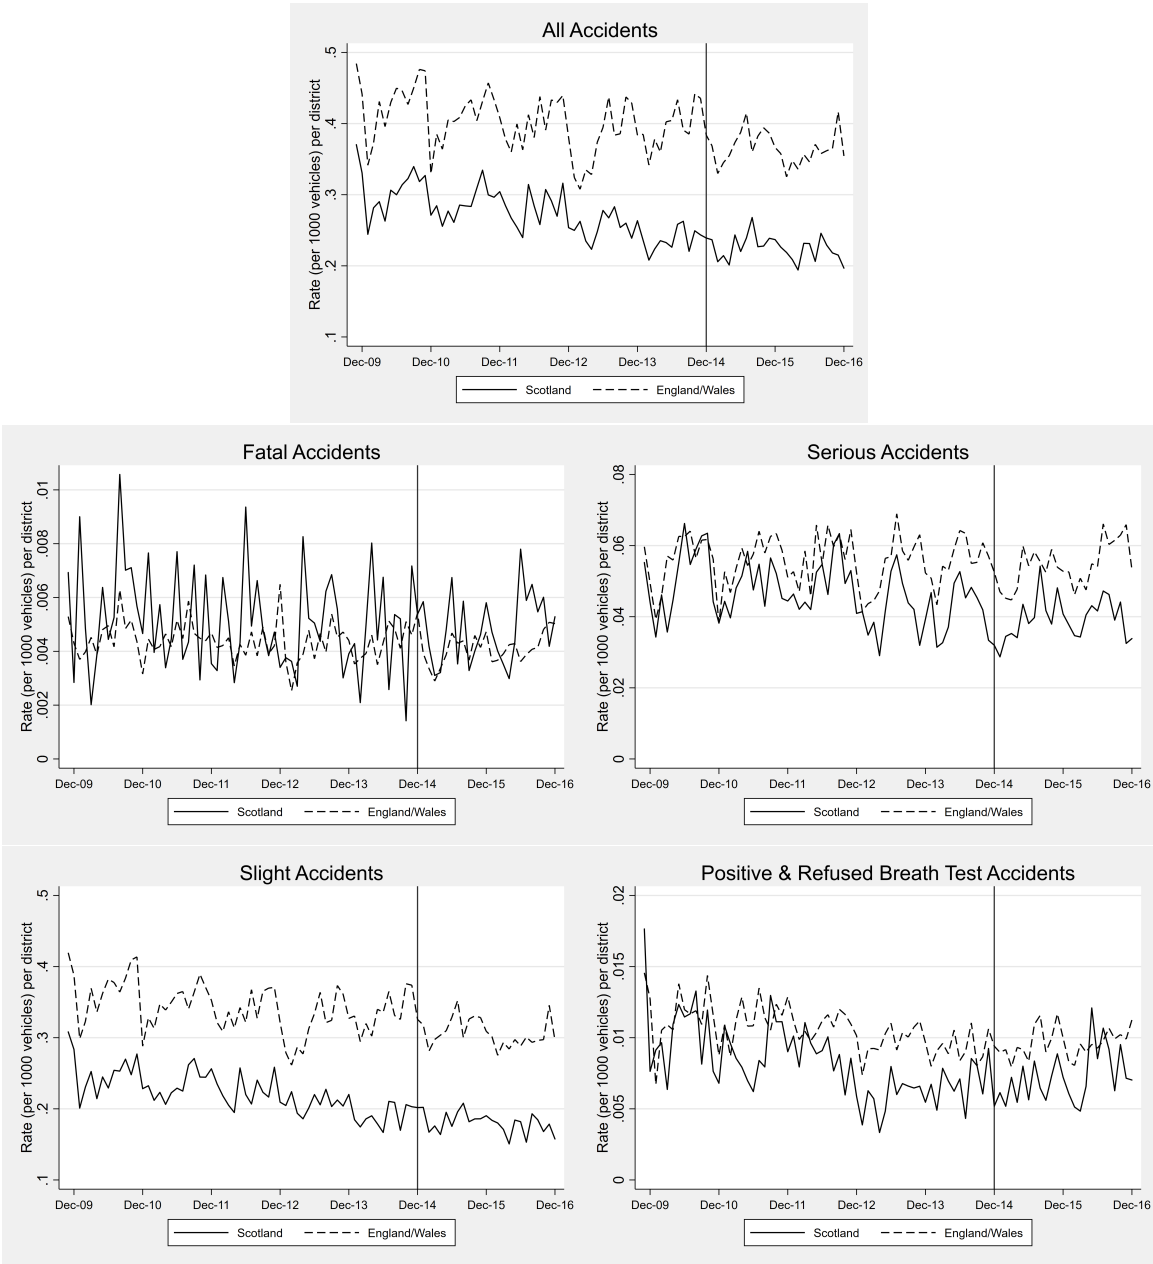 All Accidents
Rate (per 1000 vehicles) per district
.5
.4
.3
.2
.1
Dec-09 Dec-10 Dec-11 Dec-12 Dec-13 Dec-14 Dec-15 Dec-16
Scotland England/Wales
Fatal Accidents
Rate (per 1000 vehicles) per district
.01
.008
.006
.004
.002
0
Dec-09 Dec-10 Dec-11 Dec-12 Dec-13 Dec-14 Dec-15 Dec-16
Scotland England/Wales
Serious Accidents
Rate (per 1000 vehicles) per district
.08
.06
.04
.02
0
Dec-09 Dec-10 Dec-11 Dec-12 Dec-13 Dec-14 Dec-15 Dec-16
Scotland England/Wales
Slight Accidents
Rate (per 1000 vehicles) per district
.5
.4
.3
.2
.1
Dec-09 Dec-10 Dec-11 Dec-12 Dec-13 Dec-14 Dec-15 Dec-16
Scotland England/Wales
Positive & Refused Breath Test Accidents
Rate (per 1000 vehicles) per district
.02
.015
.01
.005
0
Dec-09 Dec-10 Dec-11 Dec-12 Dec-13 Dec-14 Dec-15 Dec-16
Scotland England/Wales